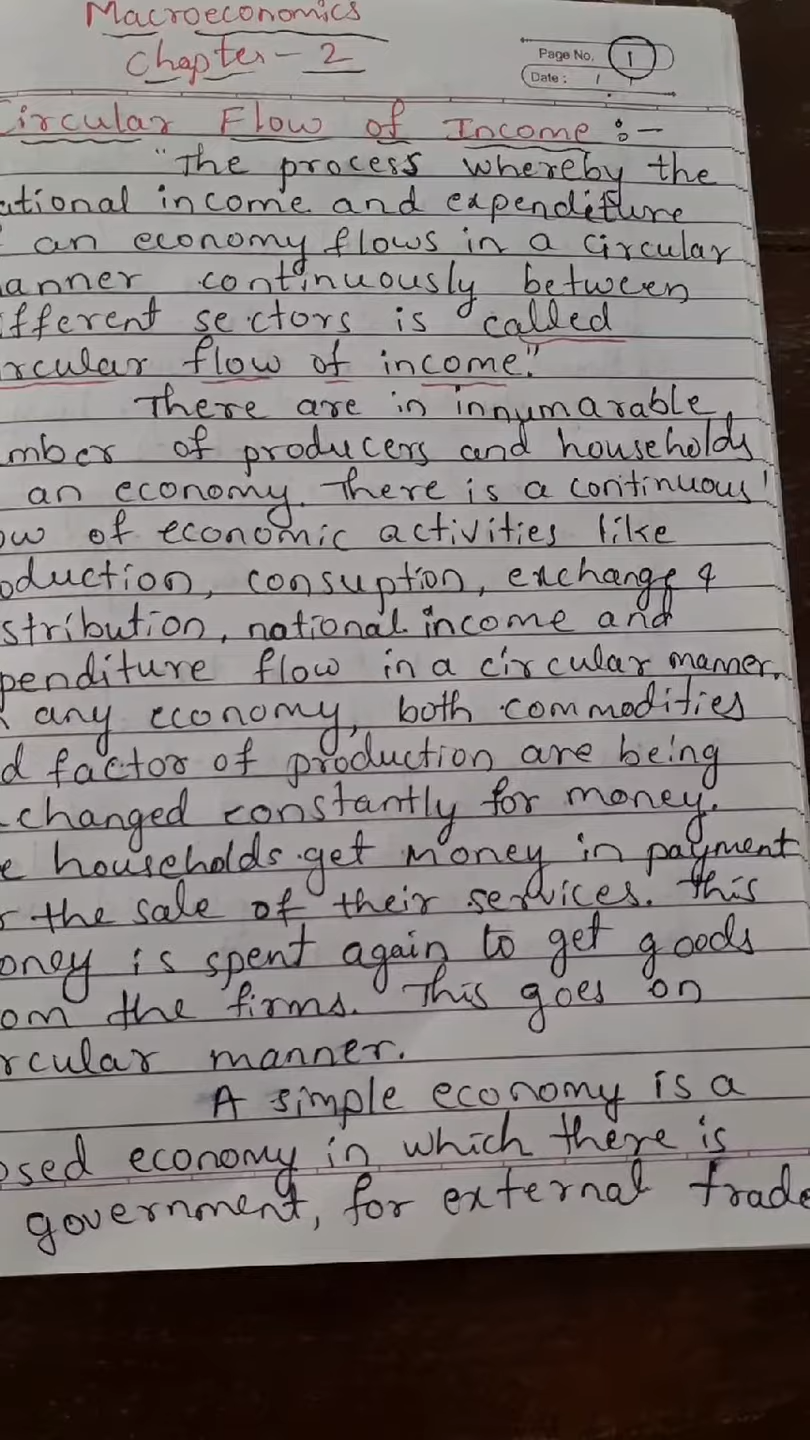 Macroeconomics
Chapter - 2
Page No. 1
Date : / /
Circular Flow of Income :-
"The process whereby the
ational income and expenditure
an economy flows in a circular
anner continuously between
fferent sectors is called
rcular flow of income."
There are in innumarable
mber of producers and households
an economy. There is a continuous
ow of economic activities like
oduction, consuption, exchange &
stribution, national income and
penditure flow in a circular manner.
any economy, both commodities
d factor of production are being
changed constantly for money.
e households get money in payment
r the sale of their services. This
oney is spent again to get goods
om the firms. This goes on
rcular manner.
A simple economy is a
osed economy in which there is
government, for external trade